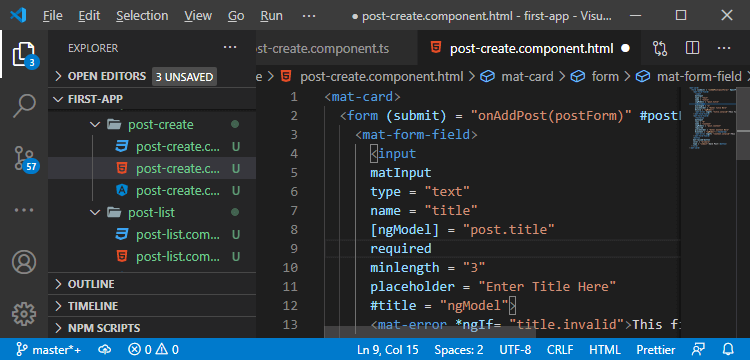 File Edit Selection View Go Run ··· ● post-create.component.html - first-app - Visu...
EXPLORER ···
st-create.component.ts post-create.component.html ●
OPEN EDITORS 3 UNSAVED
e > post-create.component.html > mat-card > form > mat-form-field
FIRST-APP
post-create
post-create.c... U
post-create.c... U
post-create.c... U
post-list
post-list.com... U
post-list.com... U
OUTLINE
TIMELINE
NPM SCRIPTS
3
57
1 <mat-card>
2 <form (submit) = "onAddPost(postForm)" #post
3 <mat-form-field>
4 <input
5 matInput
6 type = "text"
7 name = "title"
8 [ngModel] = "post.title"
9 required
10 minlength = "3"
11 placeholder = "Enter Title Here"
12 #title = "ngModel">
13 <mat-error *ngIf= "title.invalid">This fi
master*+ 0 0 Ln 9, Col 15 Spaces: 2 UTF-8 CRLF HTML Prettier